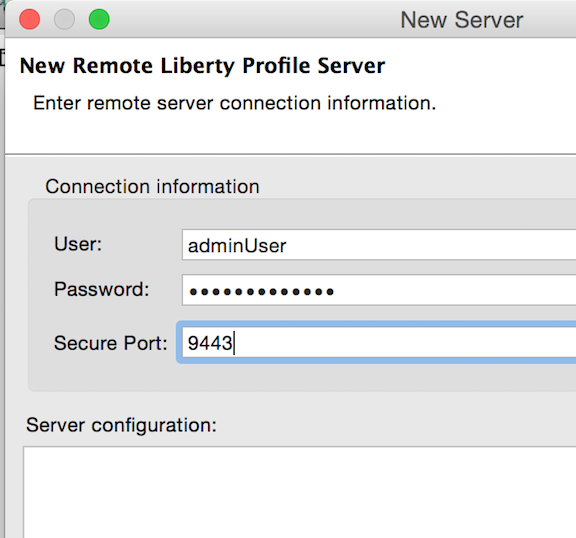 New Server
New Remote Liberty Profile Server
Enter remote server connection information.
Connection information
User: adminUser
Password: •••••••••••••
Secure Port: 9443
Server configuration: